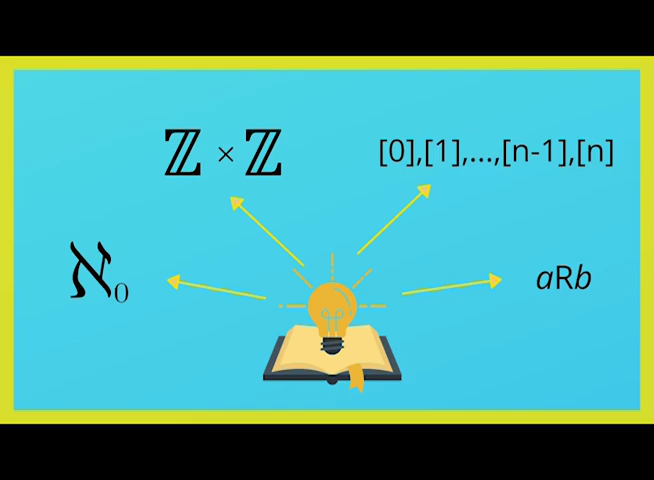 ℤ × ℤ
[0],[1],...,[n-1],[n]
ℵ₀
aRb